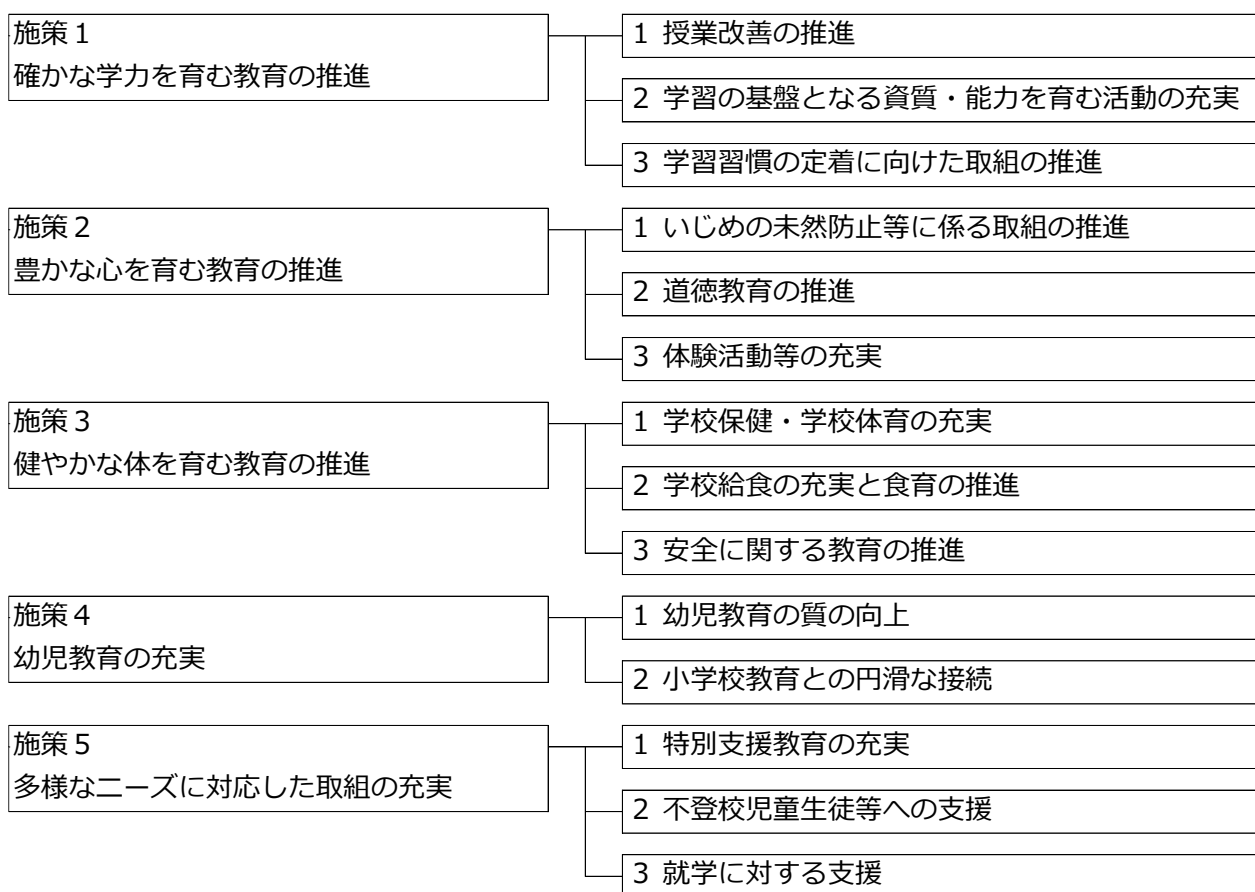 施策１
確かな学力を育む教育の推進
1 授業改善の推進
2 学習の基盤となる資質・能力を育む活動の充実
3 学習習慣の定着に向けた取組の推進
施策２
豊かな心を育む教育の推進
1 いじめの未然防止等に係る取組の推進
2 道徳教育の推進
3 体験活動等の充実
施策３
健やかな体を育む教育の推進
1 学校保健・学校体育の充実
2 学校給食の充実と食育の推進
3 安全に関する教育の推進
施策４
幼児教育の充実
1 幼児教育の質の向上
2 小学校教育との円滑な接続
施策５
多様なニーズに対応した取組の充実
1 特別支援教育の充実
2 不登校児童生徒等への支援
3 就学に対する支援